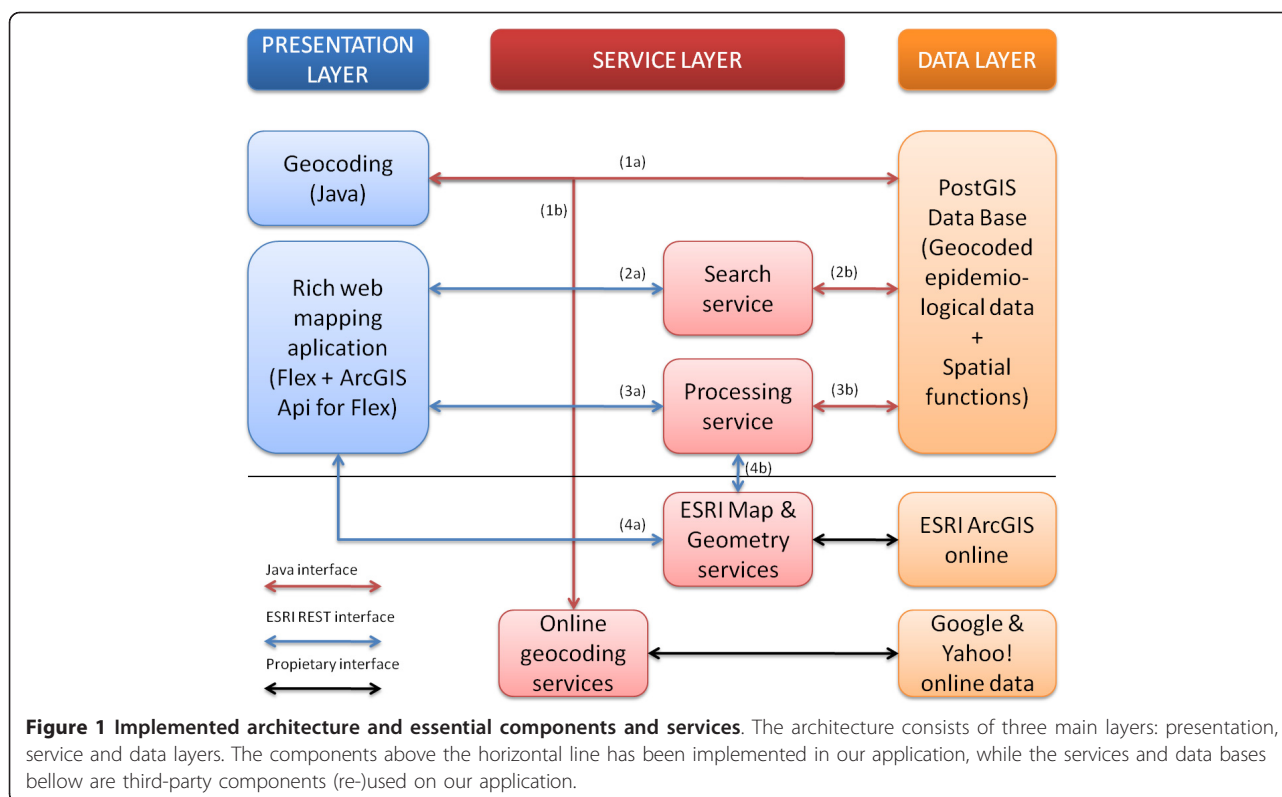 PRESENTATION
LAYER
SERVICE LAYER
DATA LAYER
Geocoding
(Java)
(1a)
(1b)
PostGIS
Data Base
(Geocoded
epidemio-
logical data
+
Spatial
functions)
Rich web
mapping
aplication
(Flex + ArcGIS
Api for Flex)
(2a)
Search
service
(2b)
(3a)
Processing
service
(3b)
(4b)
(4a)
ESRI Map &
Geometry
services
ESRI ArcGIS
online
Java interface
ESRI REST interface
Propietary interface
Online
geocoding
services
Google &
Yahoo!
online data
Figure 1 Implemented architecture and essential components and services. The architecture consists of three main layers: presentation,
service and data layers. The components above the horizontal line has been implemented in our application, while the services and data bases
bellow are third-party components (re-)used on our application.